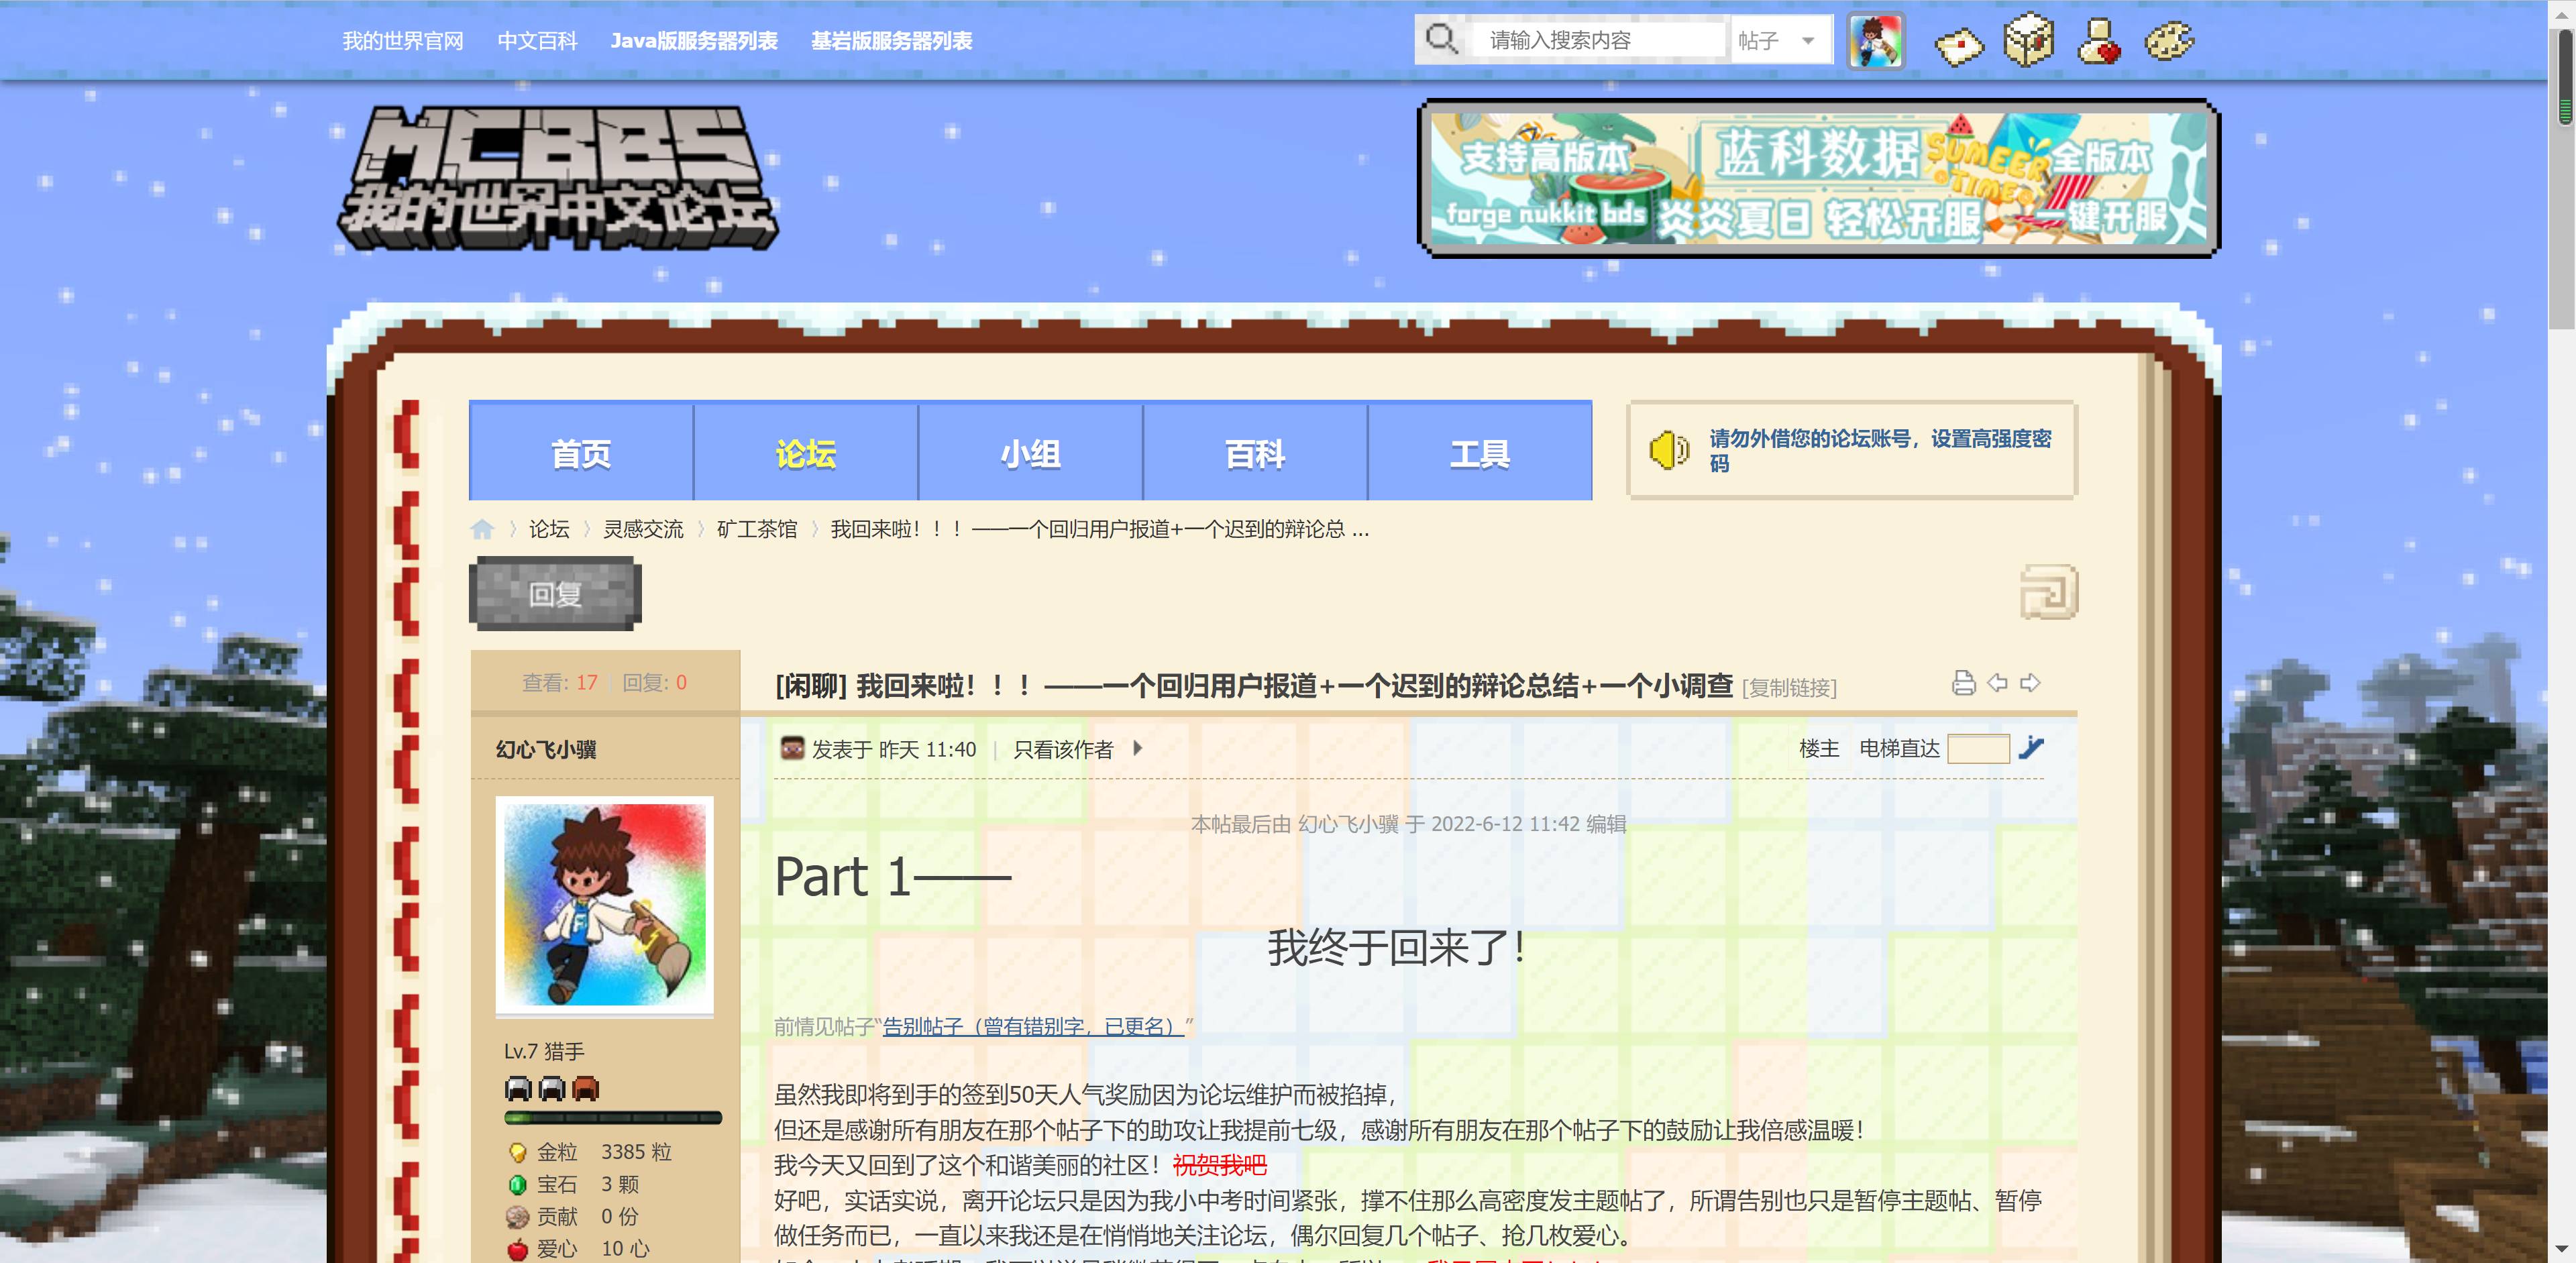 我的世界官网 中文百科 Java版服务器列表 基岩版服务器列表
请输入搜索内容 帖子
MCBBS
我的世界中文论坛
支持高版本 蓝科数据 SUMEER TIME 全版本
forge nukkit bds 炎炎夏日 轻松开服 一键开服
首页 论坛 小组 百科 工具
请勿外借您的论坛账号，设置高强度密
码
论坛 灵感交流 矿工茶馆 我回来啦！！！——一个回归用户报道+一个迟到的辩论总 ...
回复
查看: 17 回复: 0
[闲聊] 我回来啦！！！——一个回归用户报道+一个迟到的辩论总结+一个小调查 [复制链接]
幻心飞小骥
发表于 昨天 11:40 | 只看该作者
楼主 电梯直达
本帖最后由 幻心飞小骥 于 2022-6-12 11:42 编辑
Part 1——
我终于回来了！
前情见帖子“告别帖子（曾有错别字，已更名）”
Lv.7 猎手
虽然我即将到手的签到50天人气奖励因为论坛维护而被掐掉，
但还是感谢所有朋友在那个帖子下的助攻让我提前七级，感谢所有朋友在那个帖子下的鼓励让我倍感温暖！
我今天又回到了这个和谐美丽的社区！祝贺我吧
好吧，实话实说，离开论坛只是因为我小中考时间紧张，撑不住那么高密度发主题帖了，所谓告别也只是暂停主题帖、暂停
做任务而已，一直以来我还是在悄悄地关注论坛，偶尔回复几个帖子、抢几枚爱心。
金粒 3385 粒
宝石 3 颗
贡献 0 份
爱心 10 心